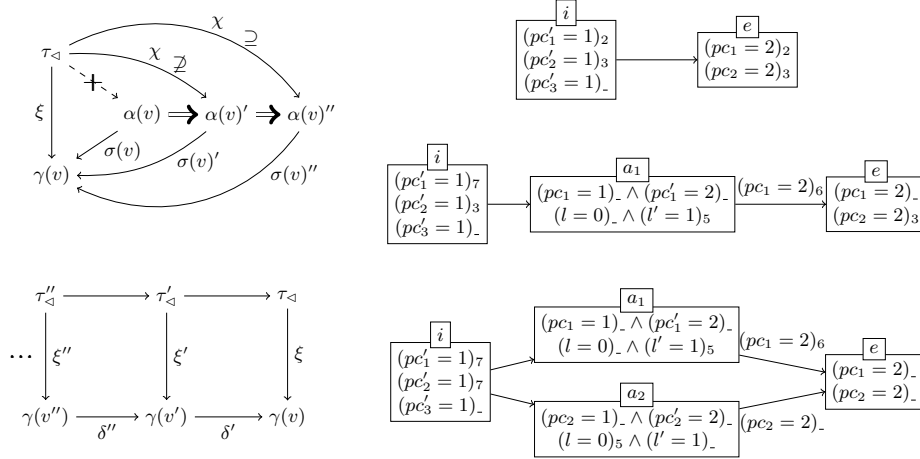 χ
⊇
τ_⊲
χ
⊉
ξ
α(v) ⇒ α(v)′ ⇒ α(v)′′
σ(v)
σ(v)′
σ(v)′′
γ(v)
τ′′_⊲
τ′_⊲
τ_⊲
...
ξ′′
ξ′
ξ
γ(v′′)
γ(v′)
γ(v)
δ′′
δ′
i
(pc′₁ = 1)₂
(pc′₂ = 1)₃
(pc′₃ = 1)_
e
(pc₁ = 2)₂
(pc₂ = 2)₃
i
(pc′₁ = 1)₇
(pc′₂ = 1)₃
(pc′₃ = 1)_
a₁
(pc₁ = 1)_ ∧ (pc′₁ = 2)_
(l = 0)_ ∧ (l′ = 1)₅
(pc₁ = 2)₆
e
(pc₁ = 2)_
(pc₂ = 2)₃
i
(pc′₁ = 1)₇
(pc′₂ = 1)₇
(pc′₃ = 1)_
a₁
(pc₁ = 1)_ ∧ (pc′₁ = 2)_
(l = 0)_ ∧ (l′ = 1)₅
(pc₁ = 2)₆
a₂
(pc₂ = 1)_ ∧ (pc′₂ = 2)_
(l = 0)₅ ∧ (l′ = 1)_
(pc₂ = 2)_
e
(pc₁ = 2)_
(pc₂ = 2)_